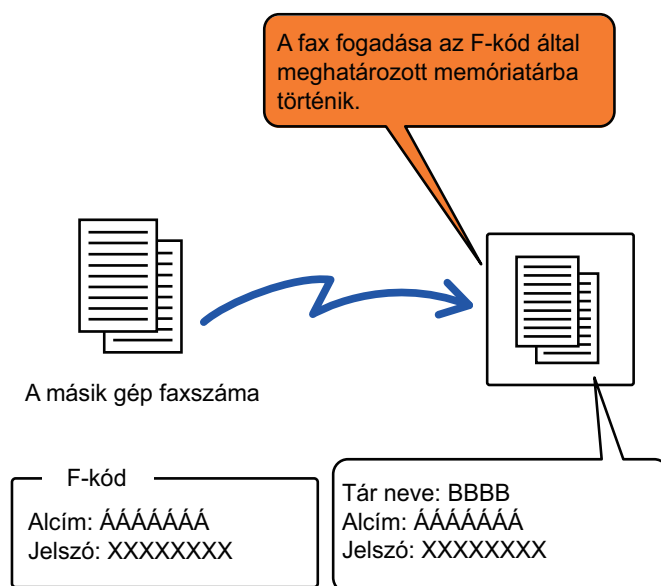 A fax fogadása az F-kód által
meghatározott memóriatárba
történik.
A másik gép faxszáma
F-kód
Alcím: ÁÁÁÁÁÁÁ
Jelszó: XXXXXXXX
Tár neve: BBBB
Alcím: ÁÁÁÁÁÁÁ
Jelszó: XXXXXXXX